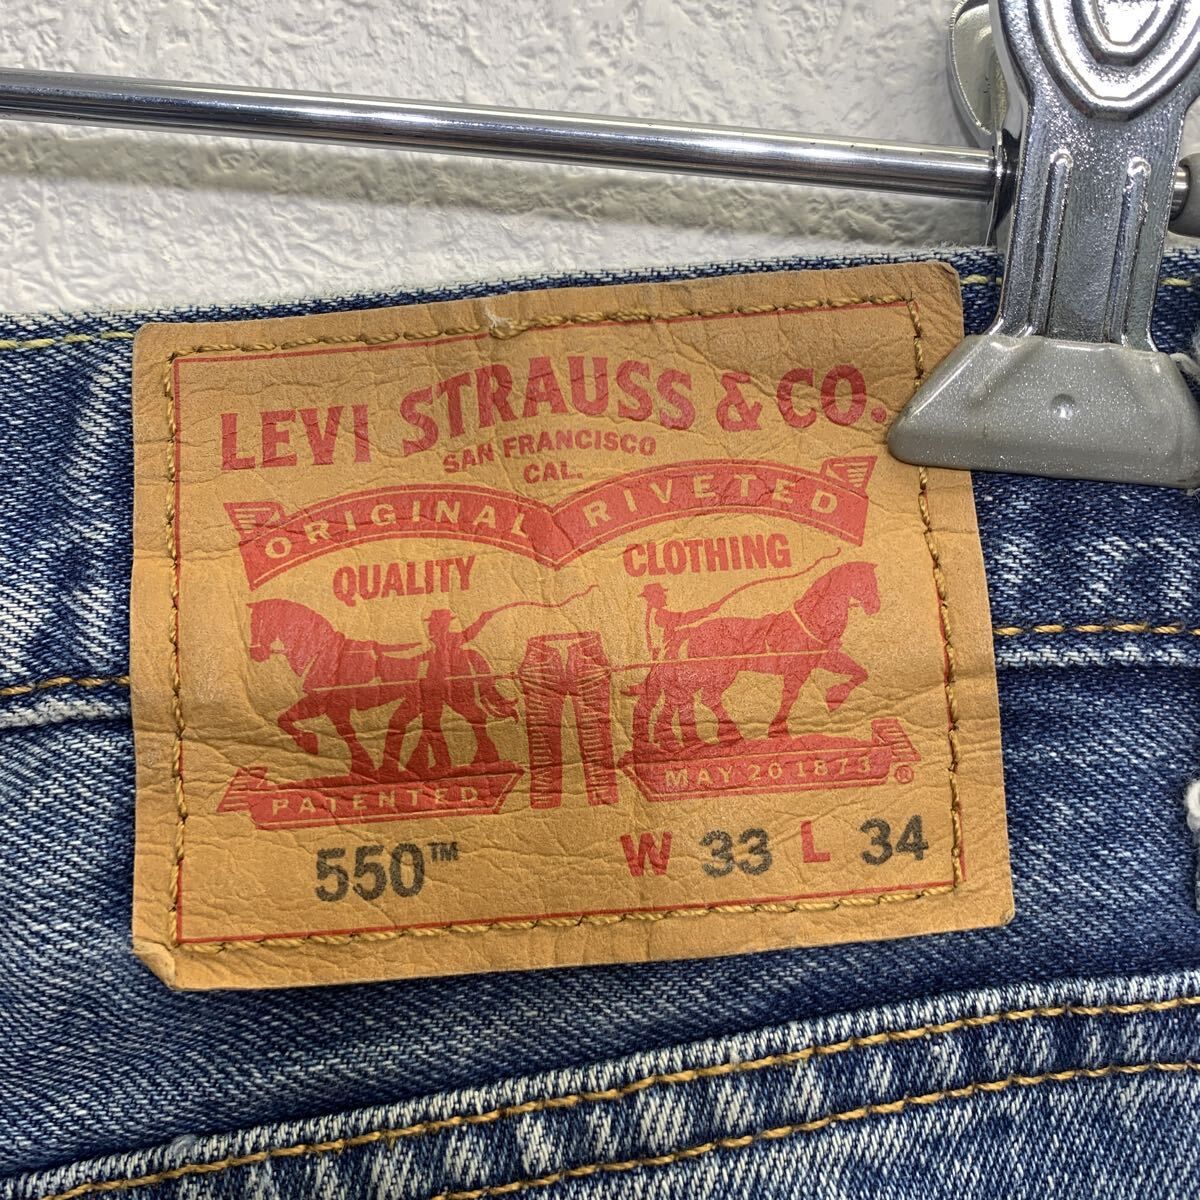 LEVI STRAUSS & CO.
SAN FRANCISCO
CAL.
ORIGINAL RIVETED
QUALITY CLOTHING
PATENTED MAY 20 1873 ®
550™ W 33 L 34